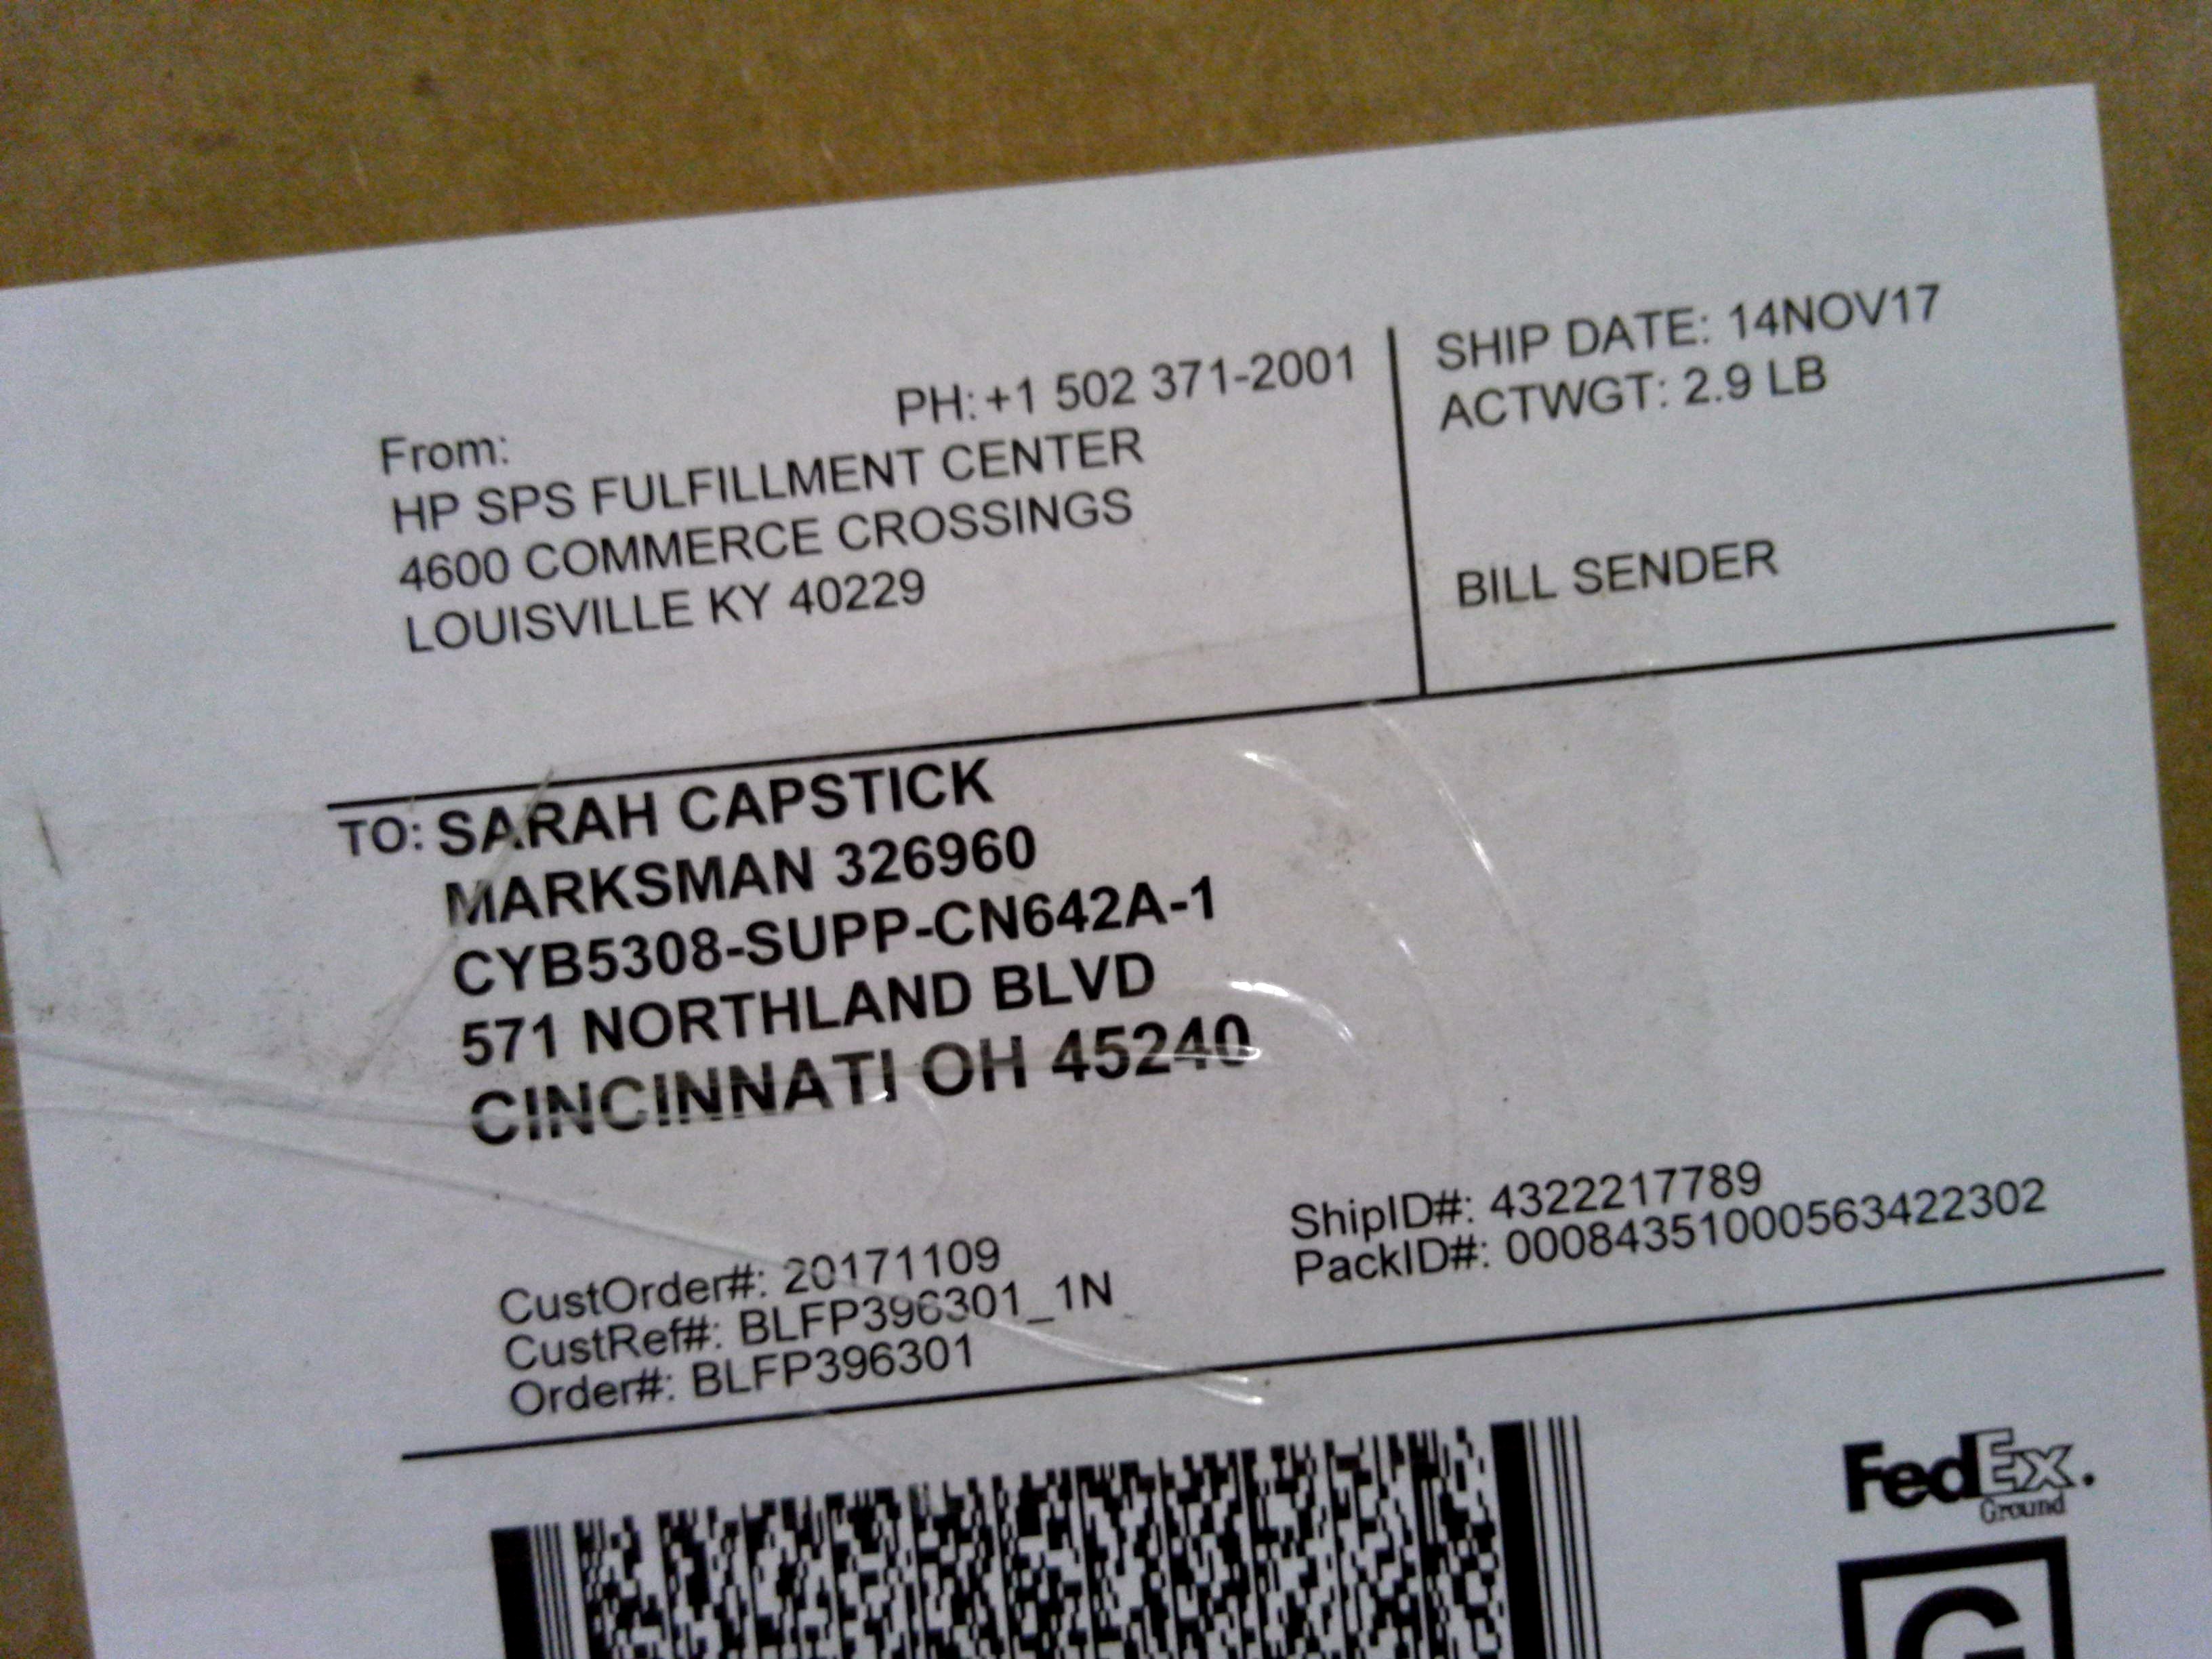 PH: +1 502 371-2001
From:
HP SPS FULFILLMENT CENTER
4600 COMMERCE CROSSINGS
LOUISVILLE KY 40229
SHIP DATE: 14NOV17
ACTWGT: 2.9 LB
BILL SENDER
TO: SARAH CAPSTICK
MARKSMAN 326960
CYB5308-SUPP-CN642A-1
571 NORTHLAND BLVD
CINCINNATI OH 45240
CustOrder#: 20171109
CustRef#: BLFP396301_1N
Order#: BLFP396301
ShipID#: 4322217789
PackID#: 00084351000563422302
FedEx.
Ground
G